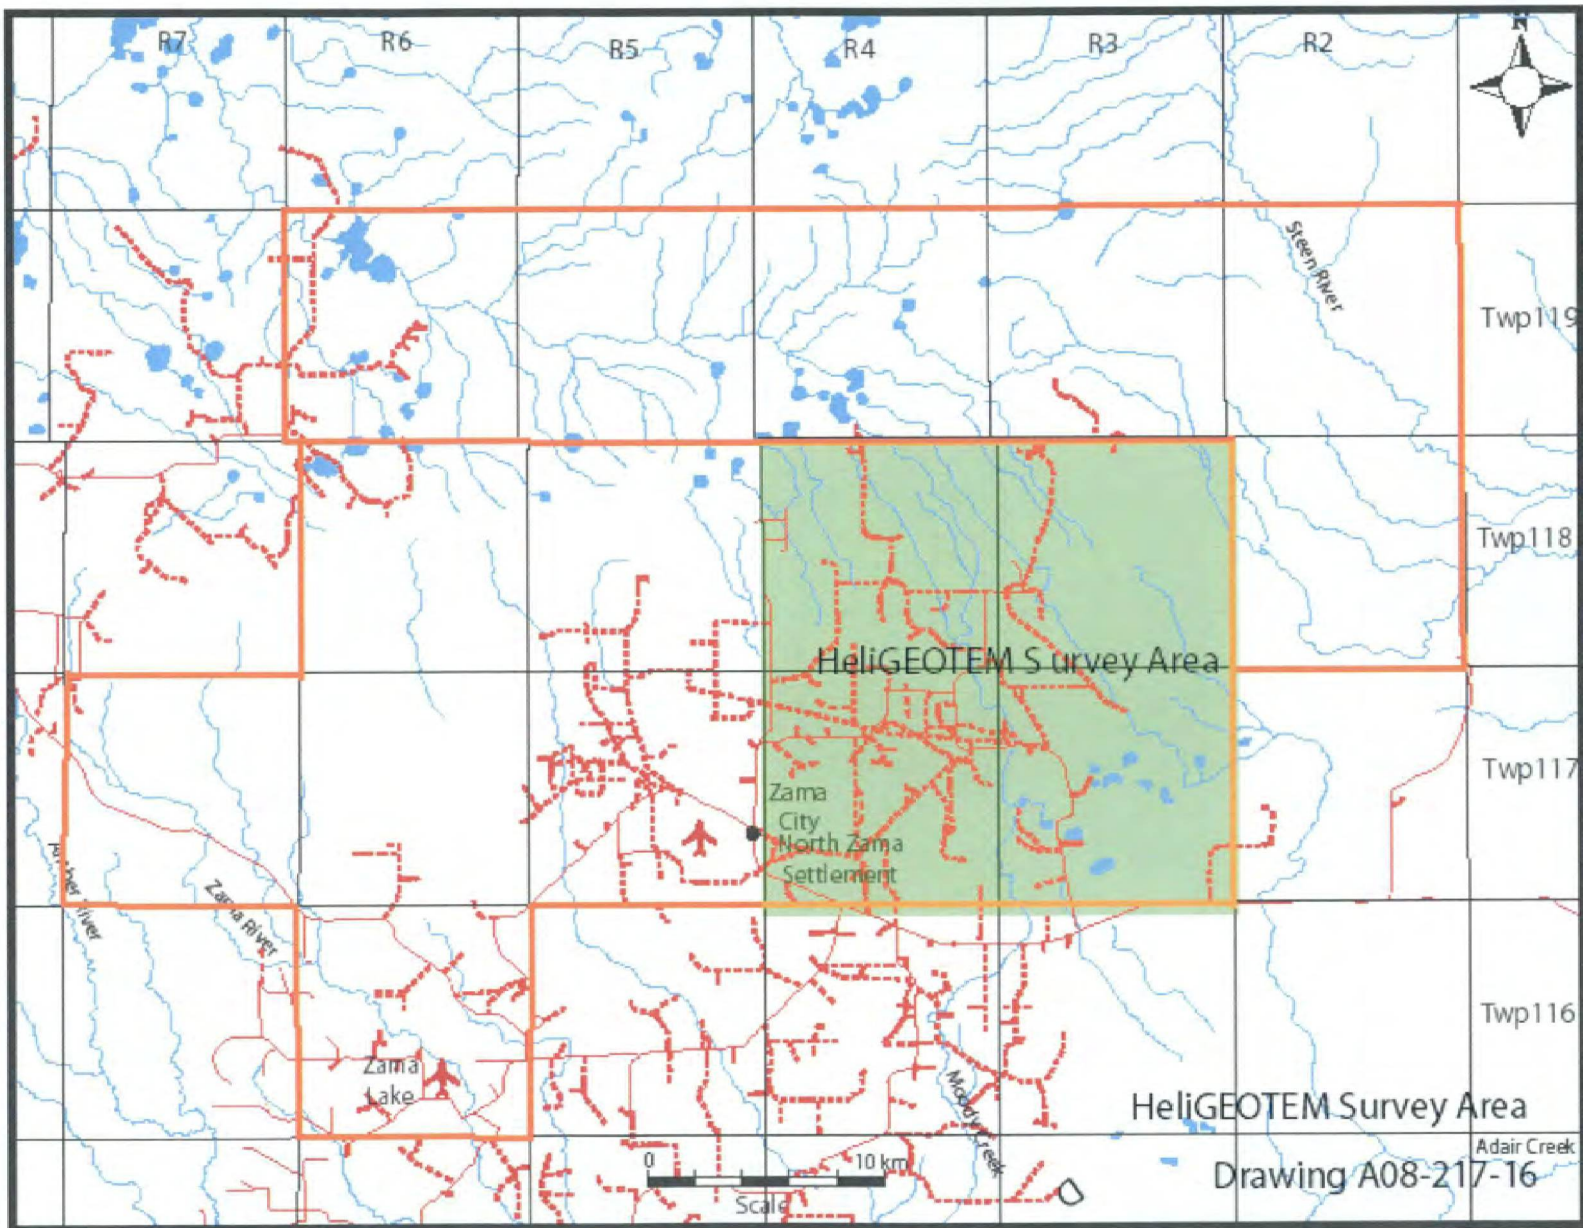 R7
R6
R5
R4
R3
R2
Steen River
Twp119
Twp118
HeliGEOTEM S urvey Area
Twp117
Zama
City
North Zama
Settlement
River
Zama River
Twp116
Zama
Lake
Moody Creek
HeliGEOTEM Survey Area
Adair Creek
Drawing A08-217-16
0 10 km
Scale